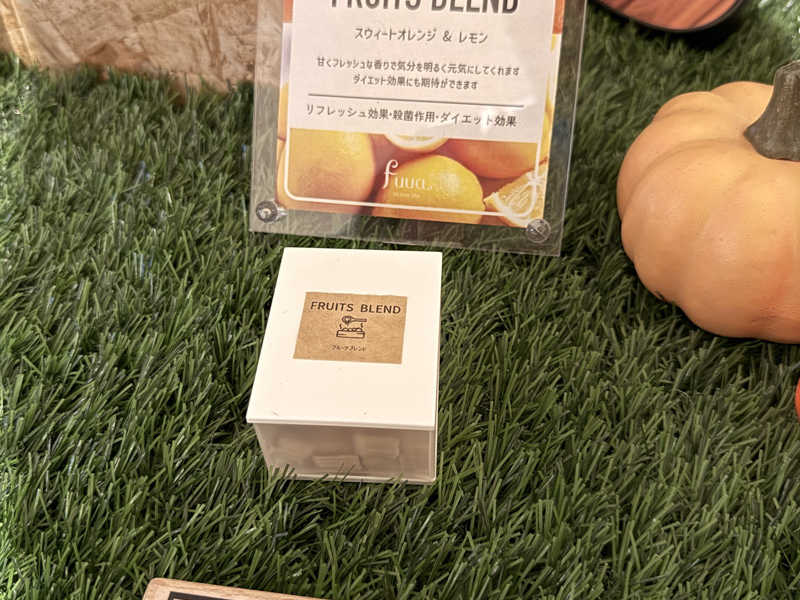 FRUITS BLEND
スウィートオレンジ & レモン
甘くフレッシュな香りで気分を明るく元気にしてくれます
ダイエット効果にも期待ができます
リフレッシュ効果・殺菌作用・ダイエット効果
fuua
FRUITS BLEND
フルーツブレンド